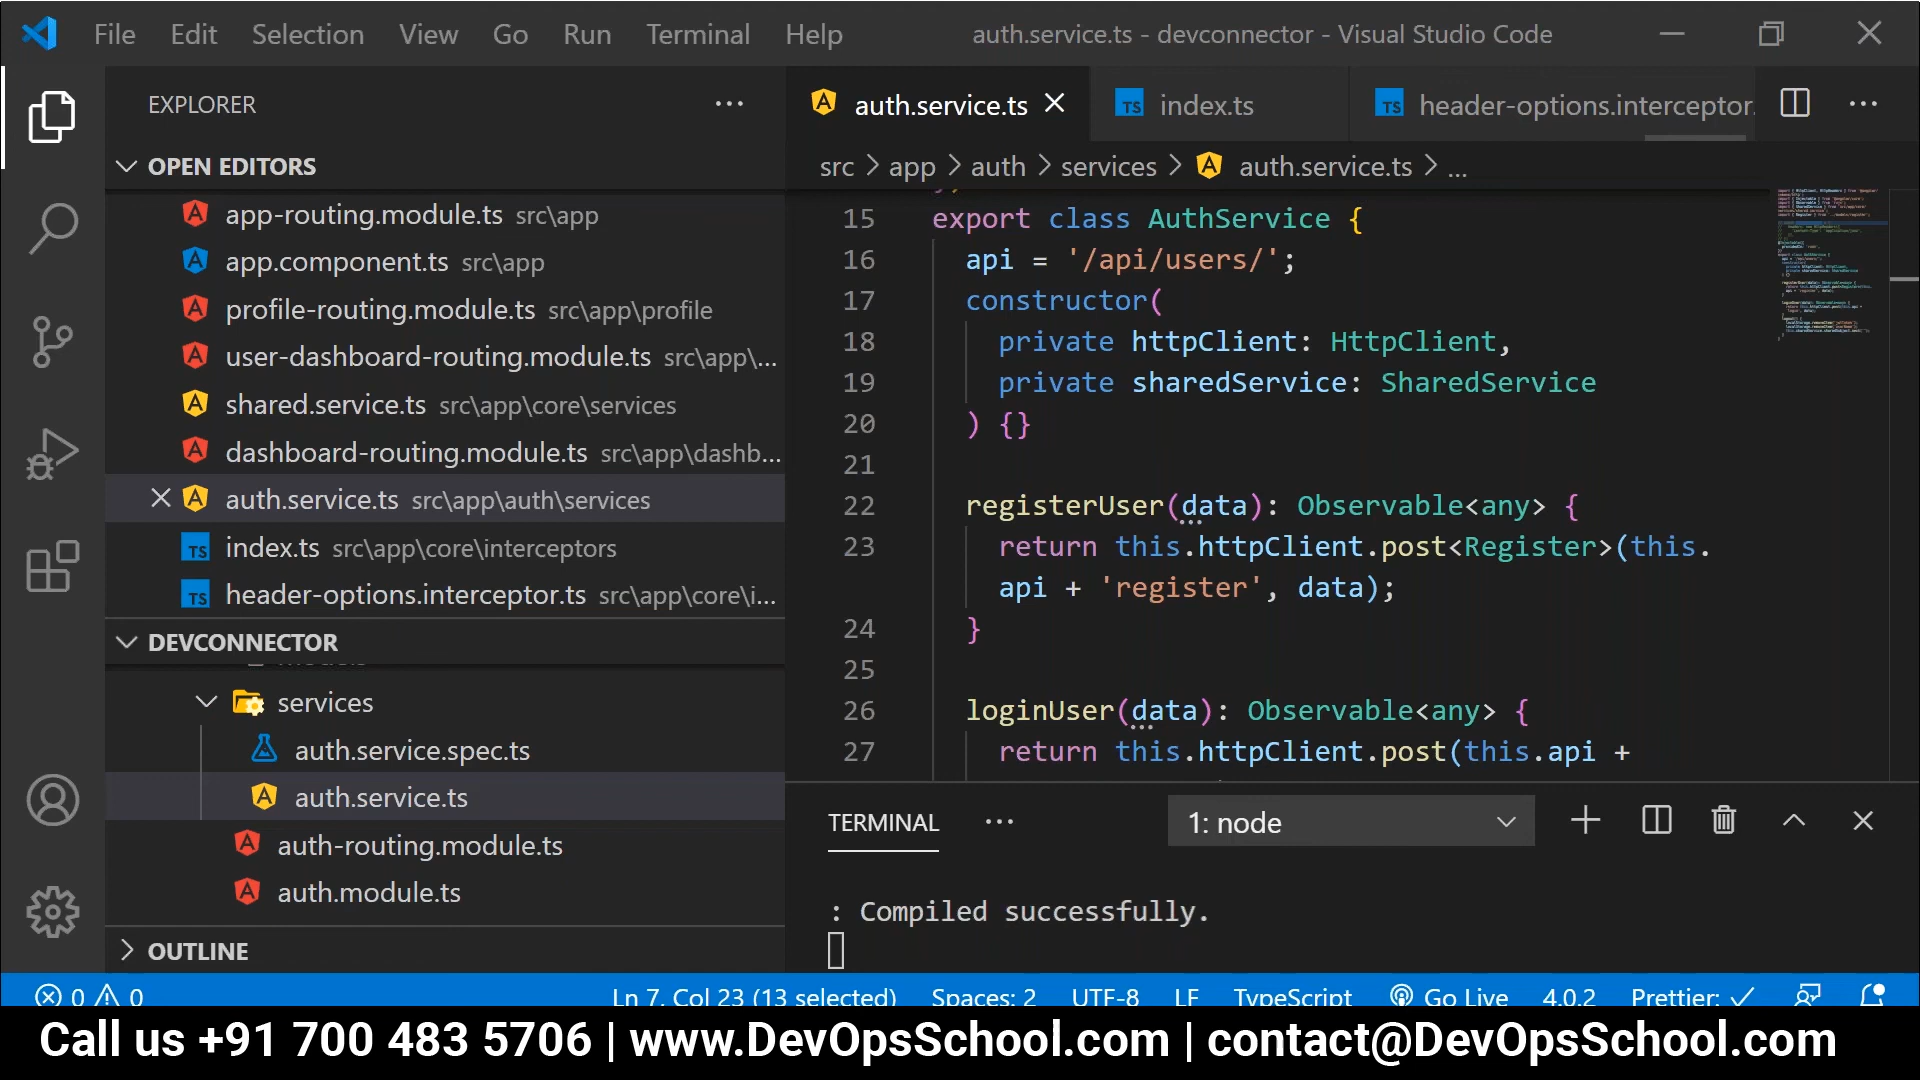 File Edit Selection View Go Run Terminal Help auth.service.ts - devconnector - Visual Studio Code
EXPLORER
auth.service.ts TS index.ts TS header-options.interceptor.
OPEN EDITORS
src > app > auth > services > auth.service.ts > ...
app-routing.module.ts src\app
app.component.ts src\app
profile-routing.module.ts src\app\profile
user-dashboard-routing.module.ts src\app\...
shared.service.ts src\app\core\services
dashboard-routing.module.ts src\app\dashb...
auth.service.ts src\app\auth\services
TS index.ts src\app\core\interceptors
TS header-options.interceptor.ts src\app\core\i...
DEVCONNECTOR
services
auth.service.spec.ts
auth.service.ts
auth-routing.module.ts
auth.module.ts
OUTLINE
15 export class AuthService {
16 api = '/api/users/';
17 constructor(
18 private httpClient: HttpClient,
19 private sharedService: SharedService
20 ) {}
21
22 registerUser(data): Observable<any> {
23 return this.httpClient.post<Register>(this.
api + 'register', data);
24 }
25
26 loginUser(data): Observable<any> {
27 return this.httpClient.post(this.api +
TERMINAL ... 1: node
: Compiled successfully.
0 0 Ln 7, Col 23 (13 selected) Spaces: 2 UTF-8 LF TypeScript Go Live 4.0.2 Prettier: ✓
Call us +91 700 483 5706 | www.DevOpsSchool.com | contact@DevOpsSchool.com